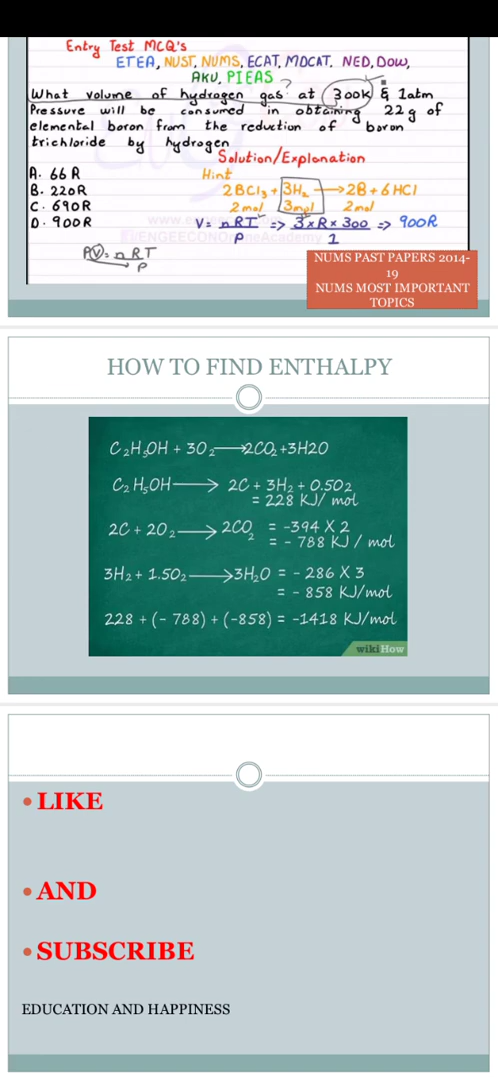 Entry Test MCQ's
ETEA, NUST, NUMS, ECAT, MDCAT, NED, Dow,
AKU, PIEAS
?
What volume of hydrogen gas at 300K & 1atm
Pressure will be consumed in obtaining 22g of
elemental boron from the reduction of boron
trichloride by hydrogen
Solution/Explanation
A. 66 R
Hint
B. 220R
2BCl3 + 3H2 → 2B + 6HCl
C. 690R
2mol 3mol 2mol
D. 900R
V = nRT/P => 3xRx300/1 => 900R
PV = nRT/P
NUMS PAST PAPERS 2014-
19
NUMS MOST IMPORTANT
TOPICS
HOW TO FIND ENTHALPY
C2H5OH + 3O2 → 2CO2 + 3H2O
C2H5OH → 2C + 3H2 + 0.5O2
= 228 KJ/ mol
2C + 2O2 → 2CO2 = -394 X 2
= - 788 KJ / mol
3H2 + 1.5O2 → 3H2O = - 286 X 3
= - 858 KJ/mol
228 + (- 788) + (-858) = -1418 KJ/mol
wikiHow
• LIKE
• AND
• SUBSCRIBE
EDUCATION AND HAPPINESS